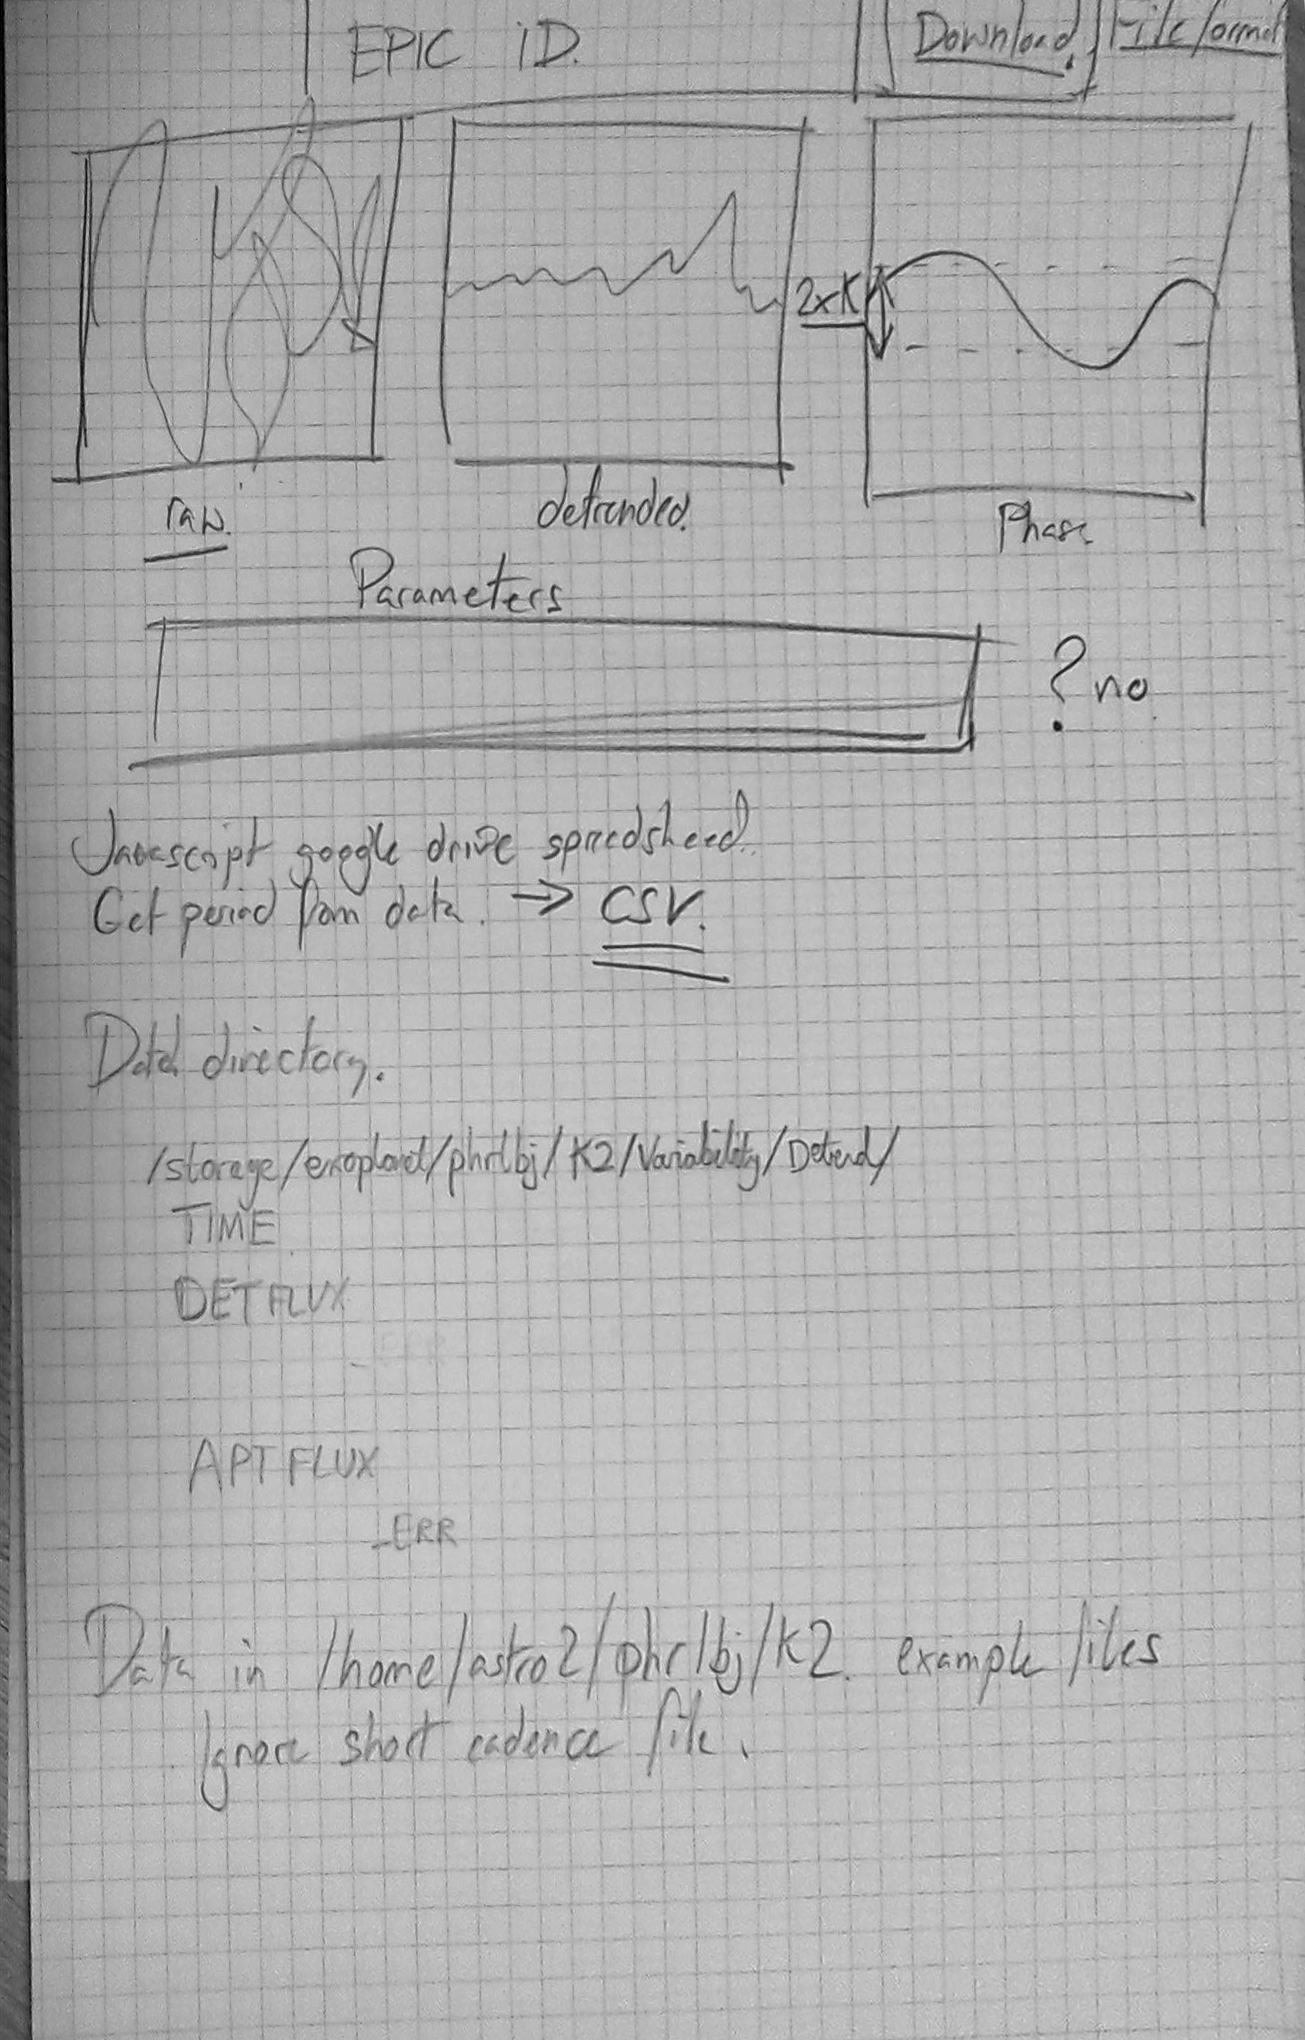 EPIC ID.
Download.
File format
2xK
raw.
detrended.
Phase
Parameters
? no.
Javascript google drive spreedsheed..
Get period from data. → CSV.
Data directory.
/storage/exoplanet/phrlbj/K2/Variability/Detrend/
TIME
DETFLUX
_ERR
APTFLUX
_ERR
Data in /home/astro2/phrlbj/K2. example files
Ignore short cadence file.